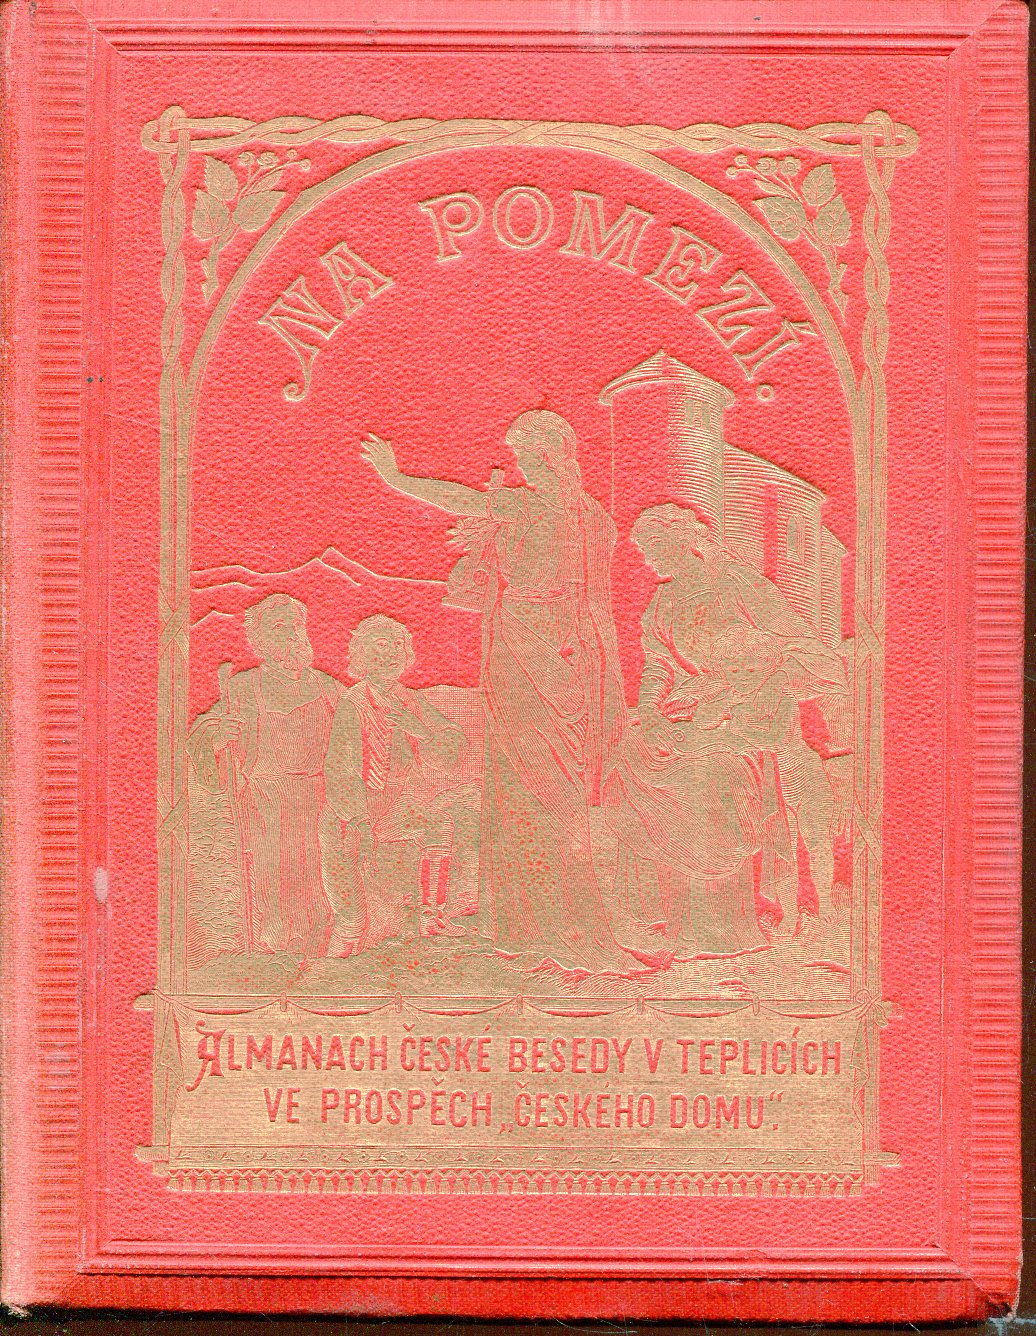 NA POMEZÍ.
ALMANACH ČESKÉ BESEDY V TEPLICÍCH
VE PROSPĚCH „ČESKÉHO DOMU“.